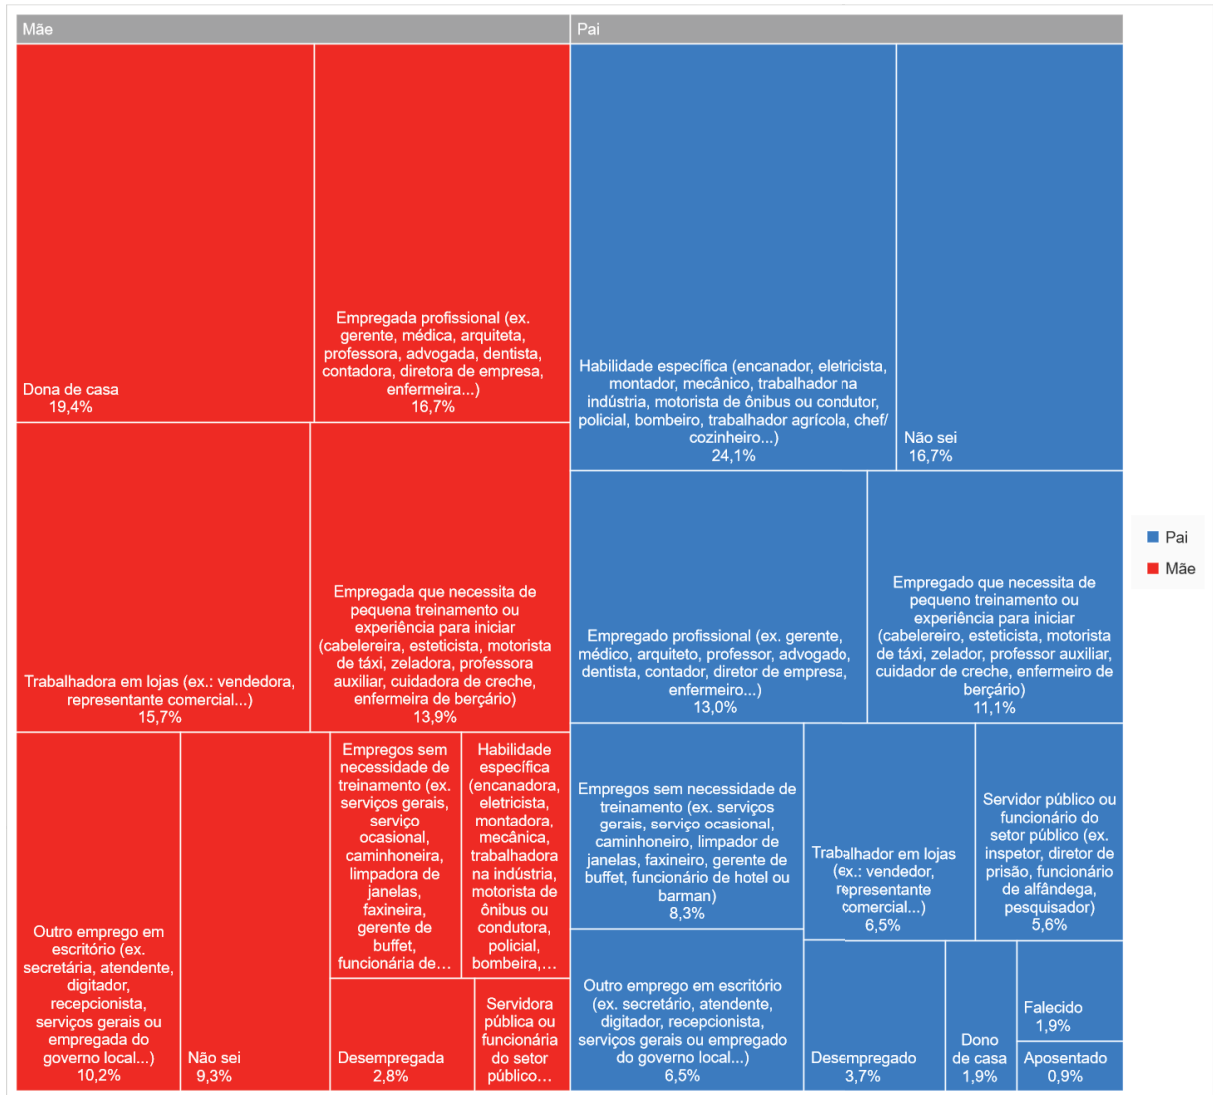 Mãe
Dona de casa
19,4%
Empregada profissional (ex.
gerente, médica, arquiteta,
professora, advogada, dentista,
contadora, diretora de empresa,
enfermeira...)
16,7%
Trabalhadora em lojas (ex.: vendedora,
representante comercial...)
15,7%
Empregada que necessita de
pequena treinamento ou
experiência para iniciar
(cabelereira, esteticista, motorista
de táxi, zeladora, professora
auxiliar, cuidadora de creche,
enfermeira de berçário)
13,9%
Outro emprego em
escritório (ex.
secretária, atendente,
digitador,
recepcionista,
serviços gerais ou
empregada do
governo local...)
10,2%
Não sei
9,3%
Empregos sem
necessidade de
treinamento (ex.
serviços gerais,
serviço
ocasional,
caminhoneira,
limpadora de
janelas,
faxineira,
gerente de
buffet,
funcionária de...
Habilidade
específica
(encanadora,
eletricista,
montadora,
mecânica,
trabalhadora
na indústria,
motorista de
ônibus ou
condutora,
policial,
bombeira,...
Desempregada
2,8%
Servidora
pública ou
funcionária
do setor
público...
Pai
Habilidade específica (encanador, eletricista,
montador, mecânico, trabalhador na
indústria, motorista de ônibus ou condutor,
policial, bombeiro, trabalhador agrícola, chef/
cozinheiro...)
24,1%
Não sei
16,7%
Empregado profissional (ex. gerente,
médico, arquiteto, professor, advogado,
dentista, contador, diretor de empresa,
enfermeiro...)
13,0%
Empregado que necessita de
pequeno treinamento ou
experiência para iniciar
(cabelereiro, esteticista, motorista
de táxi, zelador, professor auxiliar,
cuidador de creche, enfermeiro de
berçário)
11,1%
Empregos sem necessidade de
treinamento (ex. serviços
gerais, serviço ocasional,
caminhoneiro, limpador de
janelas, faxineiro, gerente de
buffet, funcionário de hotel ou
barman)
8,3%
Trabalhador em lojas
(ex.: vendedor,
representante
comercial...)
6,5%
Servidor público ou
funcionário do
setor público (ex.
inspetor, diretor de
prisão, funcionário
de alfândega,
pesquisador)
5,6%
Outro emprego em escritório
(ex. secretário, atendente,
digitador, recepcionista,
serviços gerais ou empregado
do governo local...)
6,5%
Desempregado
3,7%
Dono
de casa
1,9%
Falecido
1,9%
Aposentado
0,9%
Pai
Mãe